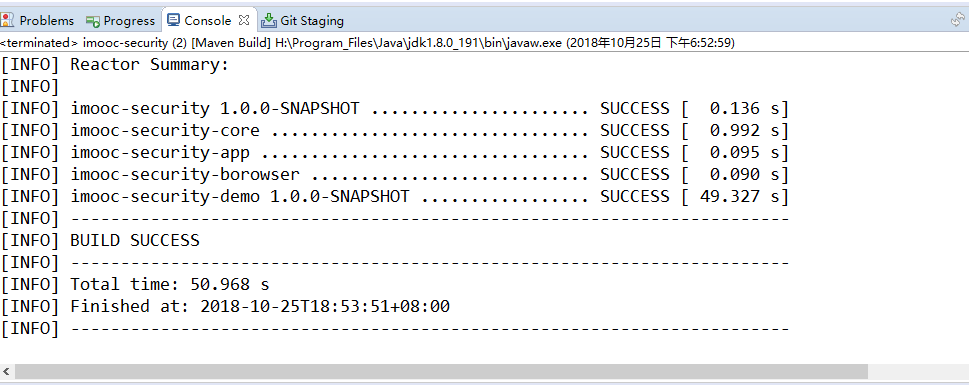 Problems Progress Console Git Staging
<terminated> imooc-security (2) [Maven Build] H:\Program_Files\Java\jdk1.8.0_191\bin\javaw.exe (2018年10月25日 下午6:52:59)
[INFO] Reactor Summary:
[INFO]
[INFO] imooc-security 1.0.0-SNAPSHOT ...................... SUCCESS [  0.136 s]
[INFO] imooc-security-core ................................ SUCCESS [  0.992 s]
[INFO] imooc-security-app ................................. SUCCESS [  0.095 s]
[INFO] imooc-security-borowser ............................ SUCCESS [  0.090 s]
[INFO] imooc-security-demo 1.0.0-SNAPSHOT ................. SUCCESS [ 49.327 s]
[INFO] ------------------------------------------------------------------------
[INFO] BUILD SUCCESS
[INFO] ------------------------------------------------------------------------
[INFO] Total time: 50.968 s
[INFO] Finished at: 2018-10-25T18:53:51+08:00
[INFO] ------------------------------------------------------------------------